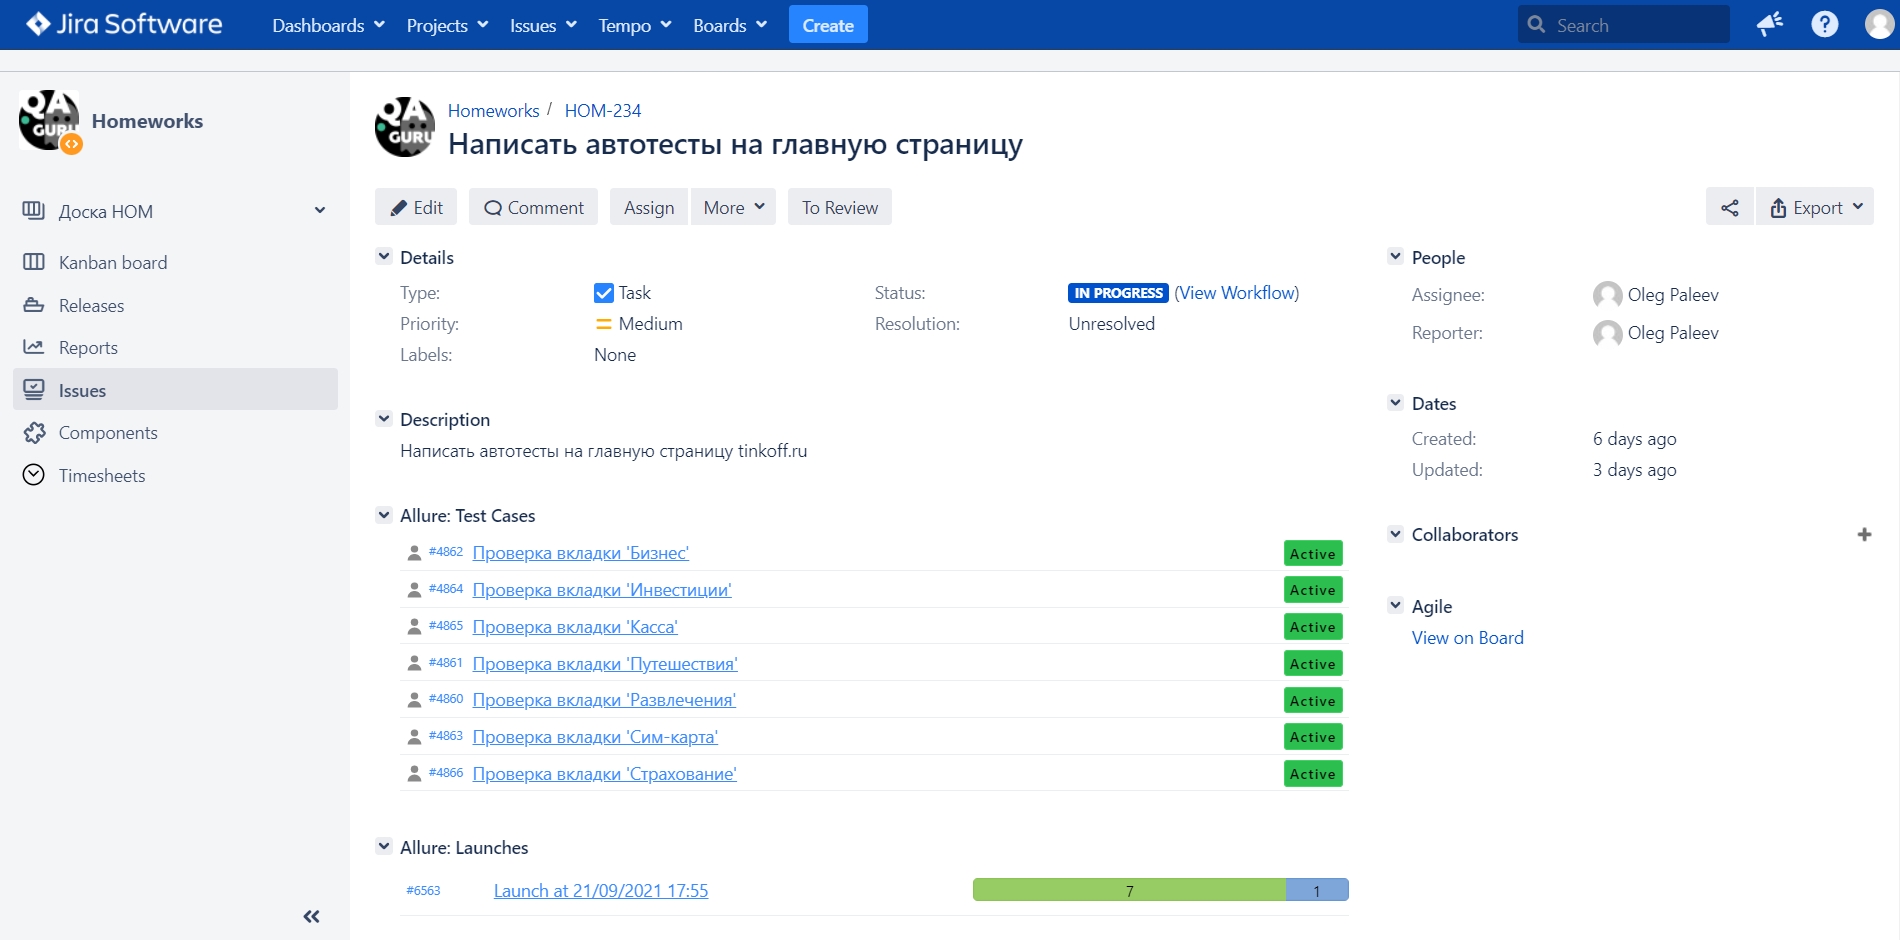 Jira Software Dashboards Projects Issues Tempo Boards Create Search
QA
GURU
Homeworks
Доска HOM
Kanban board
Releases
Reports
Issues
Components
Timesheets
QA
GURU
Homeworks / HOM-234
Написать автотесты на главную страницу
Edit Comment Assign More To Review Export
Details
Type: Task Status: IN PROGRESS (View Workflow)
Priority: Medium Resolution: Unresolved
Labels: None
Description
Написать автотесты на главную страницу tinkoff.ru
Allure: Test Cases
#4862 Проверка вкладки 'Бизнес' Active
#4864 Проверка вкладки 'Инвестиции' Active
#4865 Проверка вкладки 'Касса' Active
#4861 Проверка вкладки 'Путешествия' Active
#4860 Проверка вкладки 'Развлечения' Active
#4863 Проверка вкладки 'Сим-карта' Active
#4866 Проверка вкладки 'Страхование' Active
Allure: Launches
#6563 Launch at 21/09/2021 17:55 7 1
People
Assignee: Oleg Paleev
Reporter: Oleg Paleev
Dates
Created: 6 days ago
Updated: 3 days ago
Collaborators
Agile
View on Board